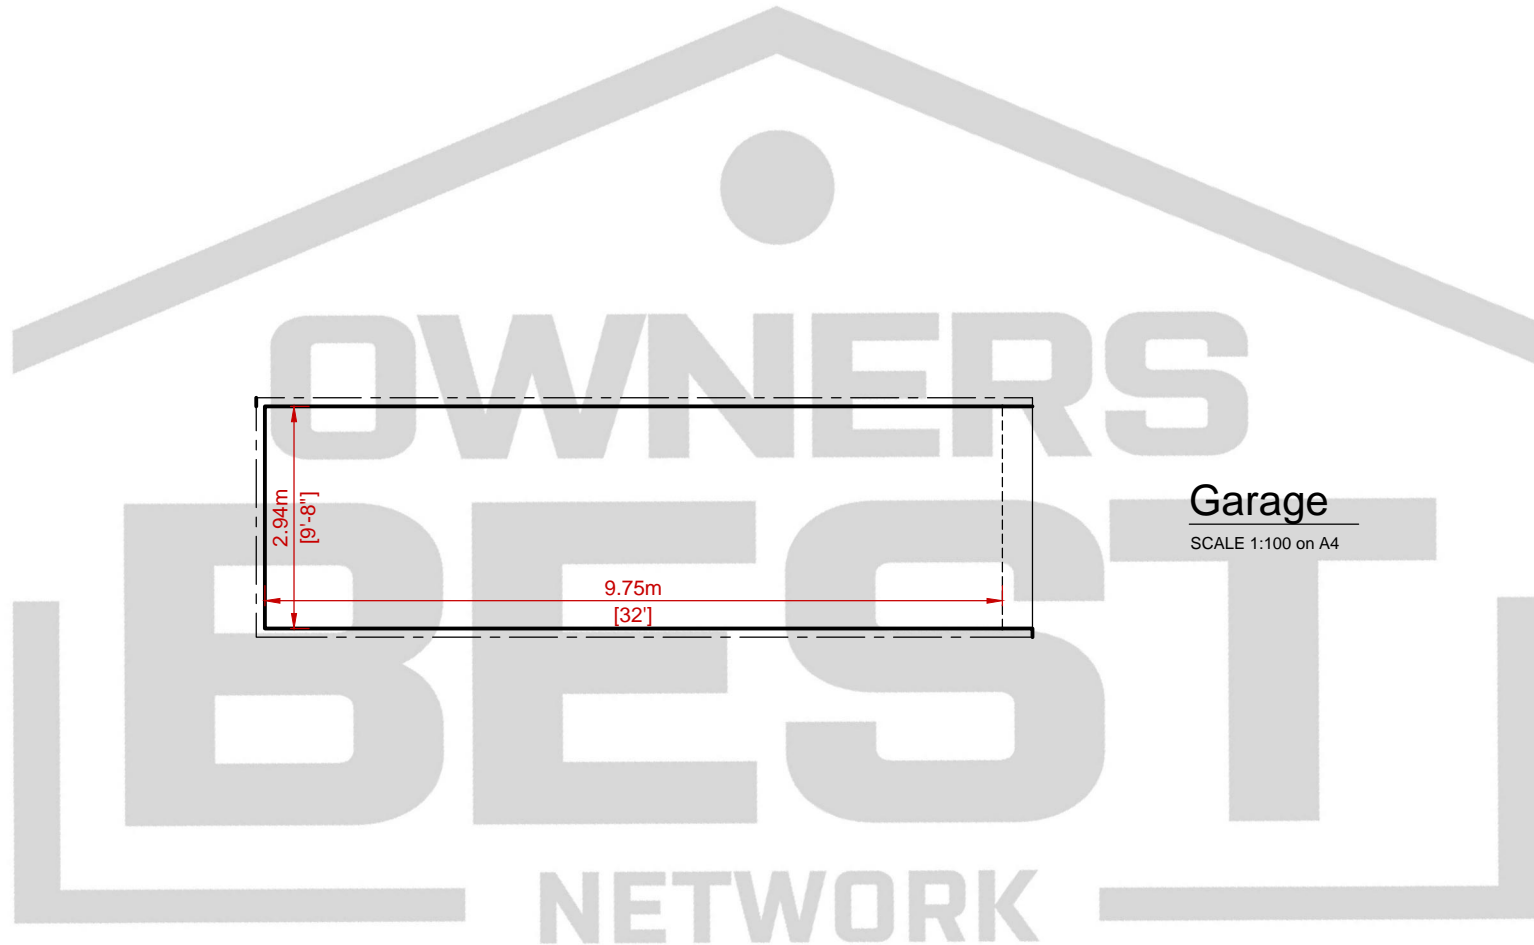 OWNERS
BEST
NETWORK
2.94m
[9'-8"]
9.75m
[32']
Garage
SCALE 1:100 on A4